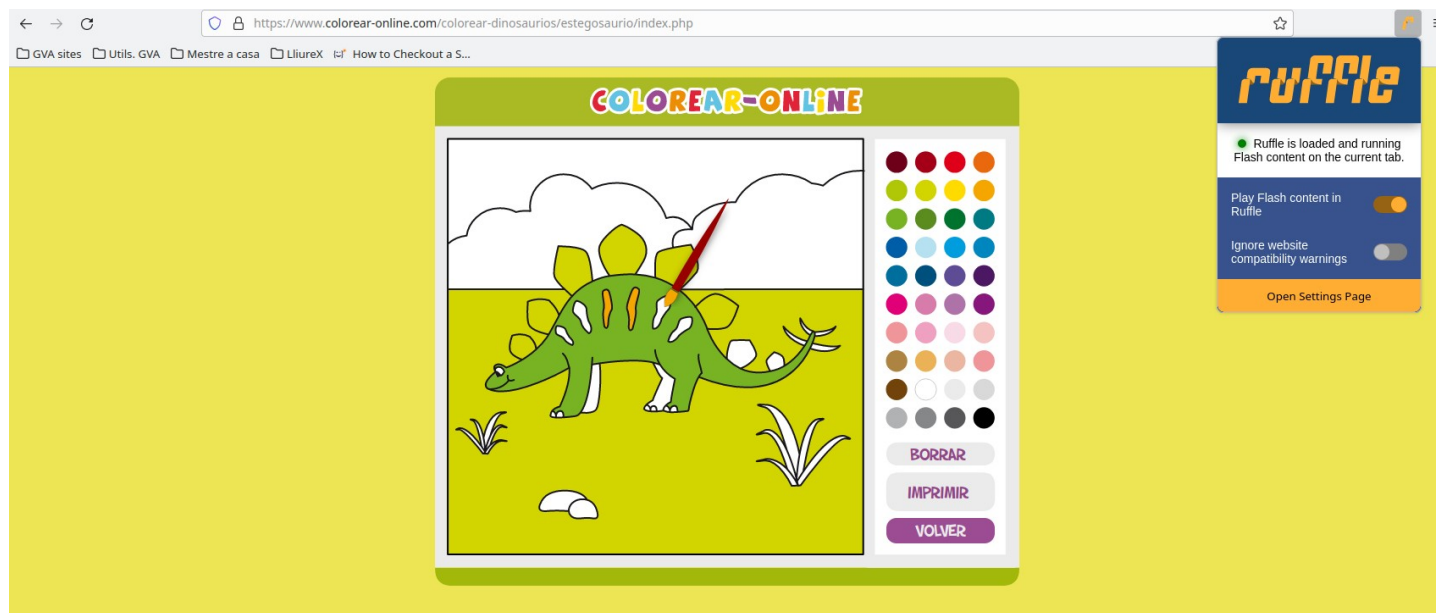 https://www.colorear-online.com/colorear-dinosaurios/estegosaurio/index.php
GVA sites Utils. GVA Mestre a casa LliureX How to Checkout a S...
COLOREAR-ONLINE
ruffle
Ruffle is loaded and running
Flash content on the current tab.
Play Flash content in
Ruffle
Ignore website
compatibility warnings
Open Settings Page
BORRAR
IMPRIMIR
VOLVER